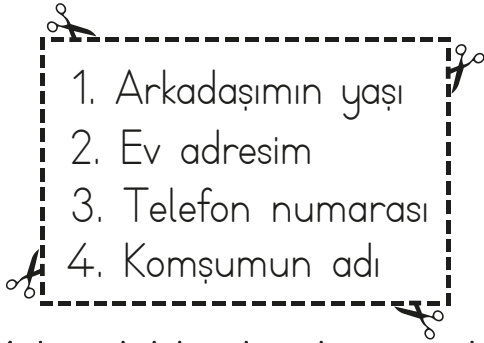 1. Arkadaşımın yaşı
2. Ev adresim
3. Telefon numarası
4. Komşumun adı